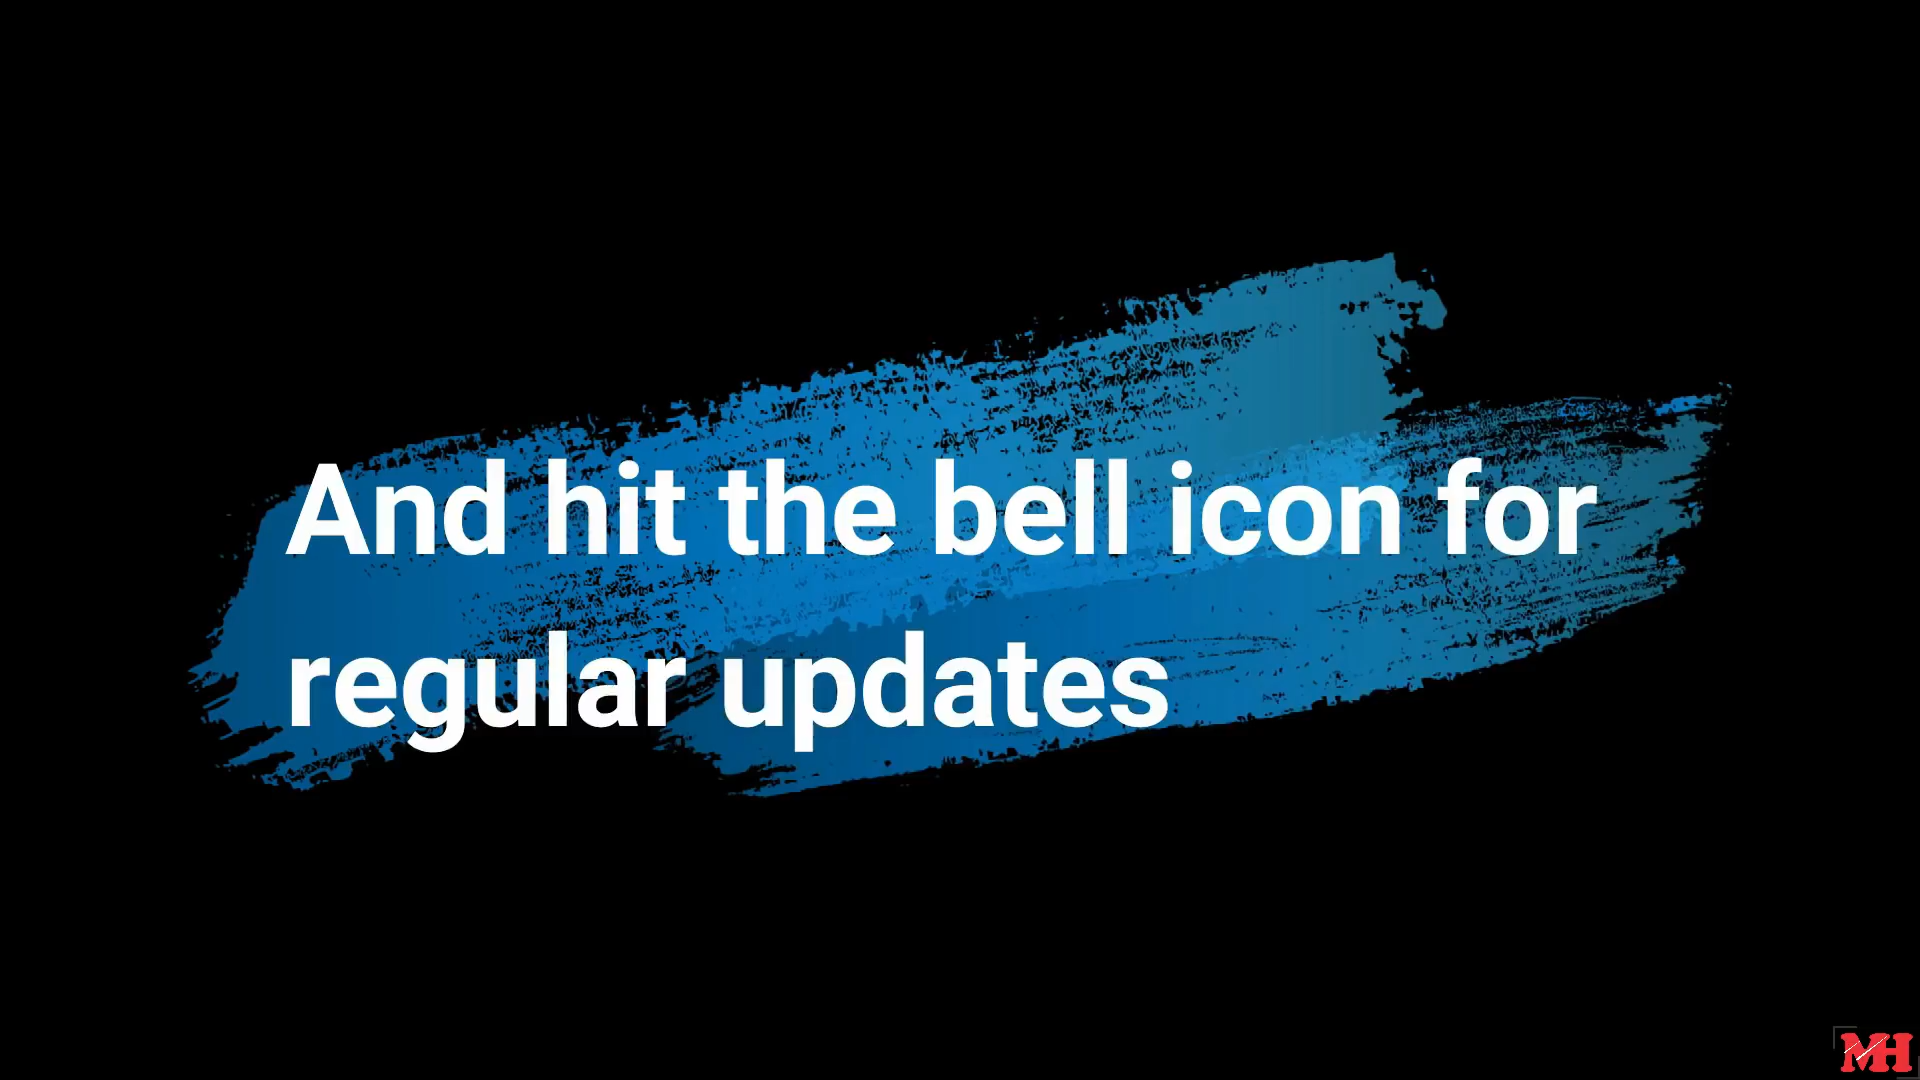 And hit the bell icon for
regular updates
MH